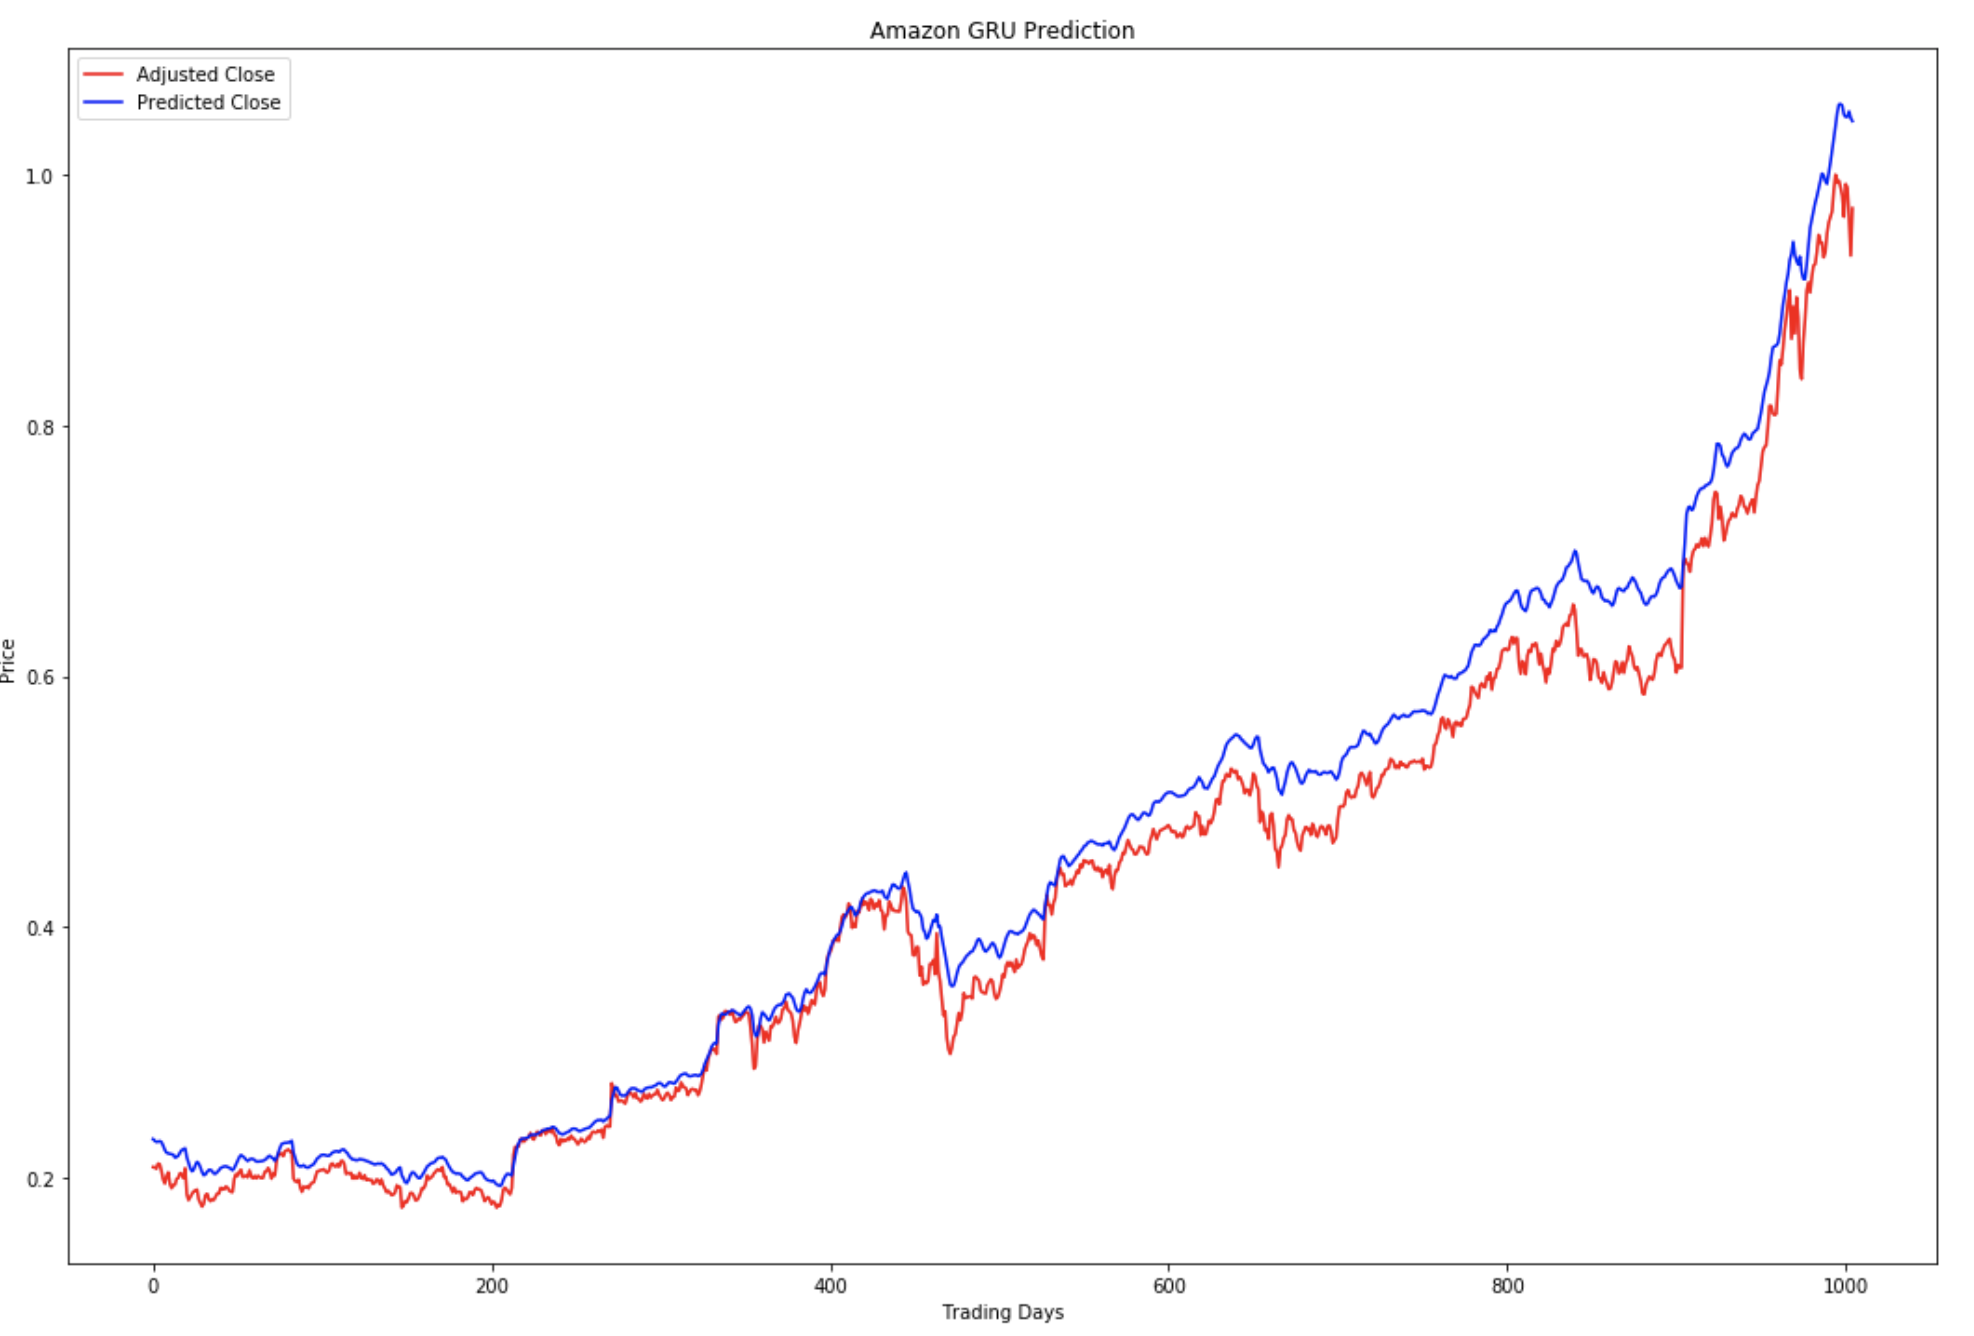 Amazon GRU Prediction
Adjusted Close
Predicted Close
1.0
0.8
0.6
0.4
0.2
Price
0 200 400 600 800 1000
Trading Days